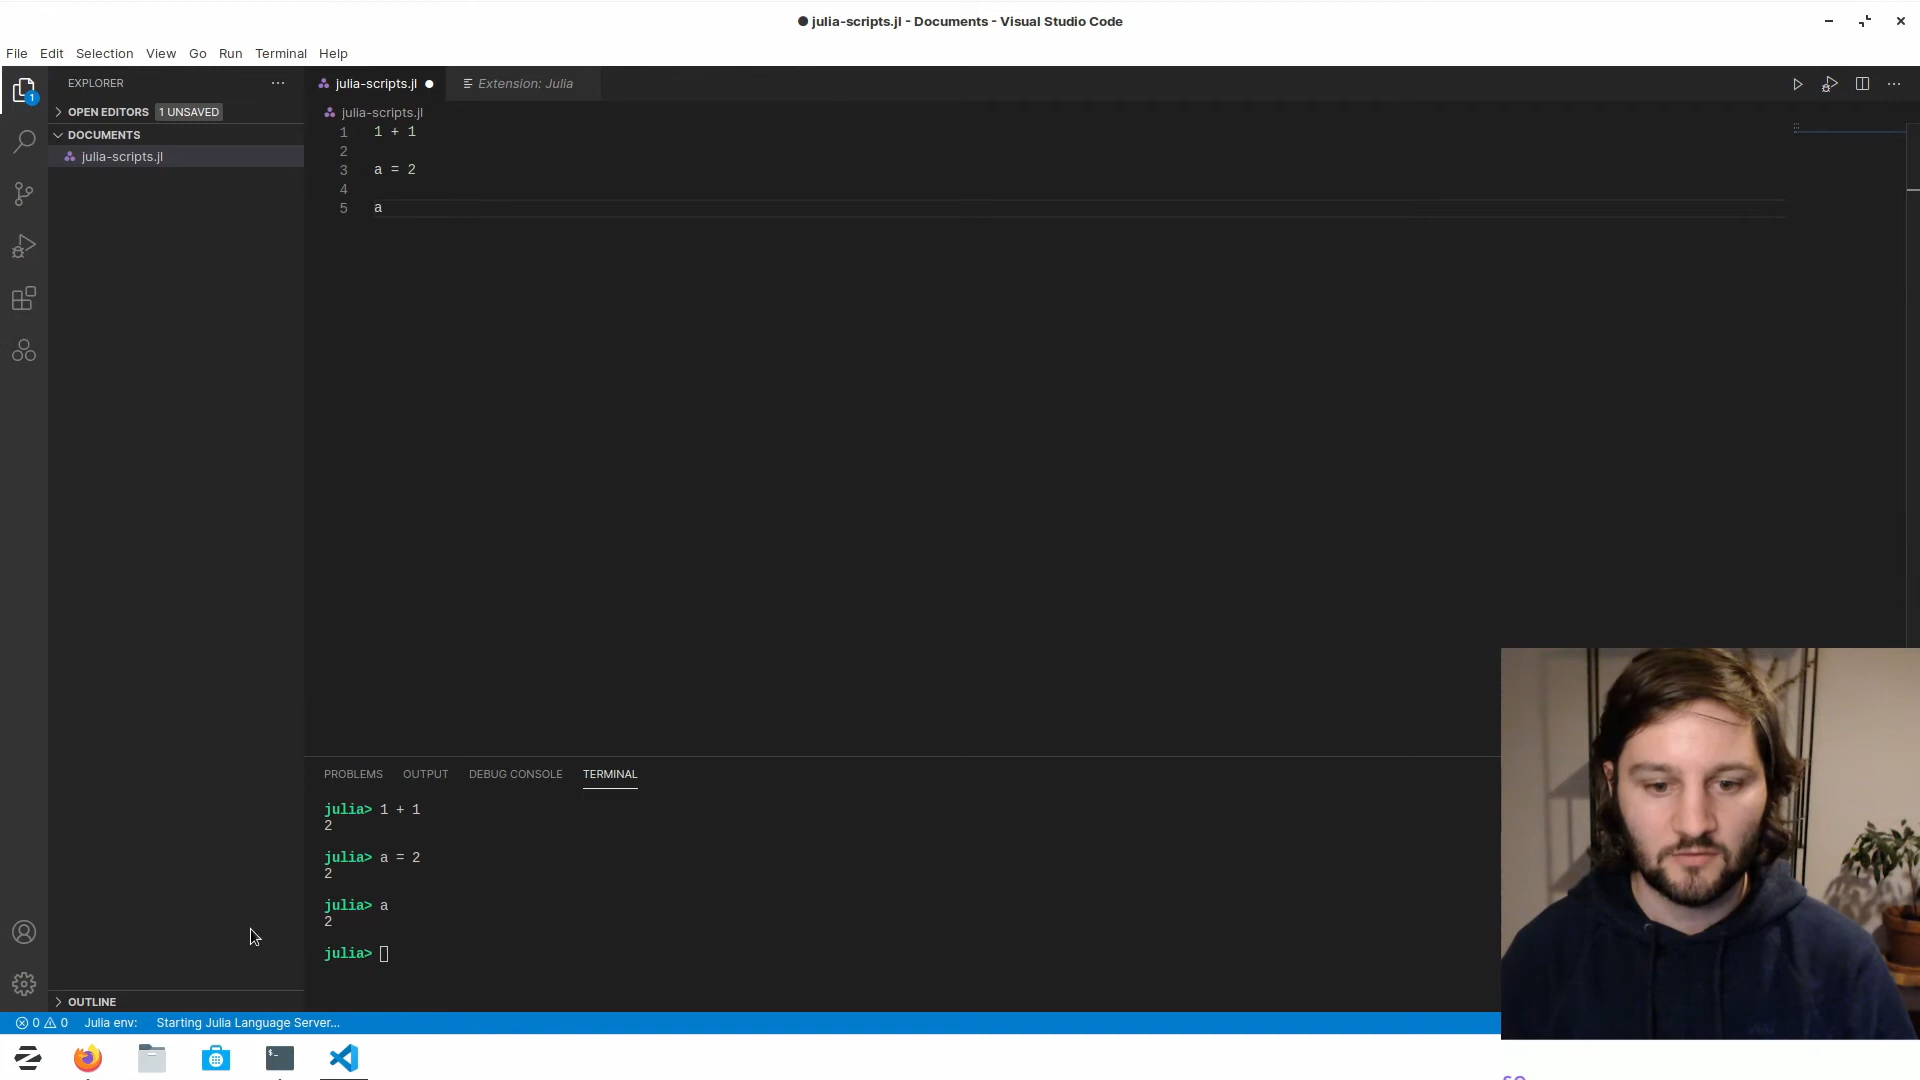 julia-scripts.jl - Documents - Visual Studio Code
File Edit Selection View Go Run Terminal Help
EXPLORER
julia-scripts.jl
Extension: Julia
OPEN EDITORS 1 UNSAVED
julia-scripts.jl
1 1 + 1
DOCUMENTS
2
julia-scripts.jl
3 a = 2
4
5 a
PROBLEMS OUTPUT DEBUG CONSOLE TERMINAL
julia> 1 + 1
2
julia> a = 2
2
julia> a
2
julia>
OUTLINE
0 0 Julia env: Starting Julia Language Server...